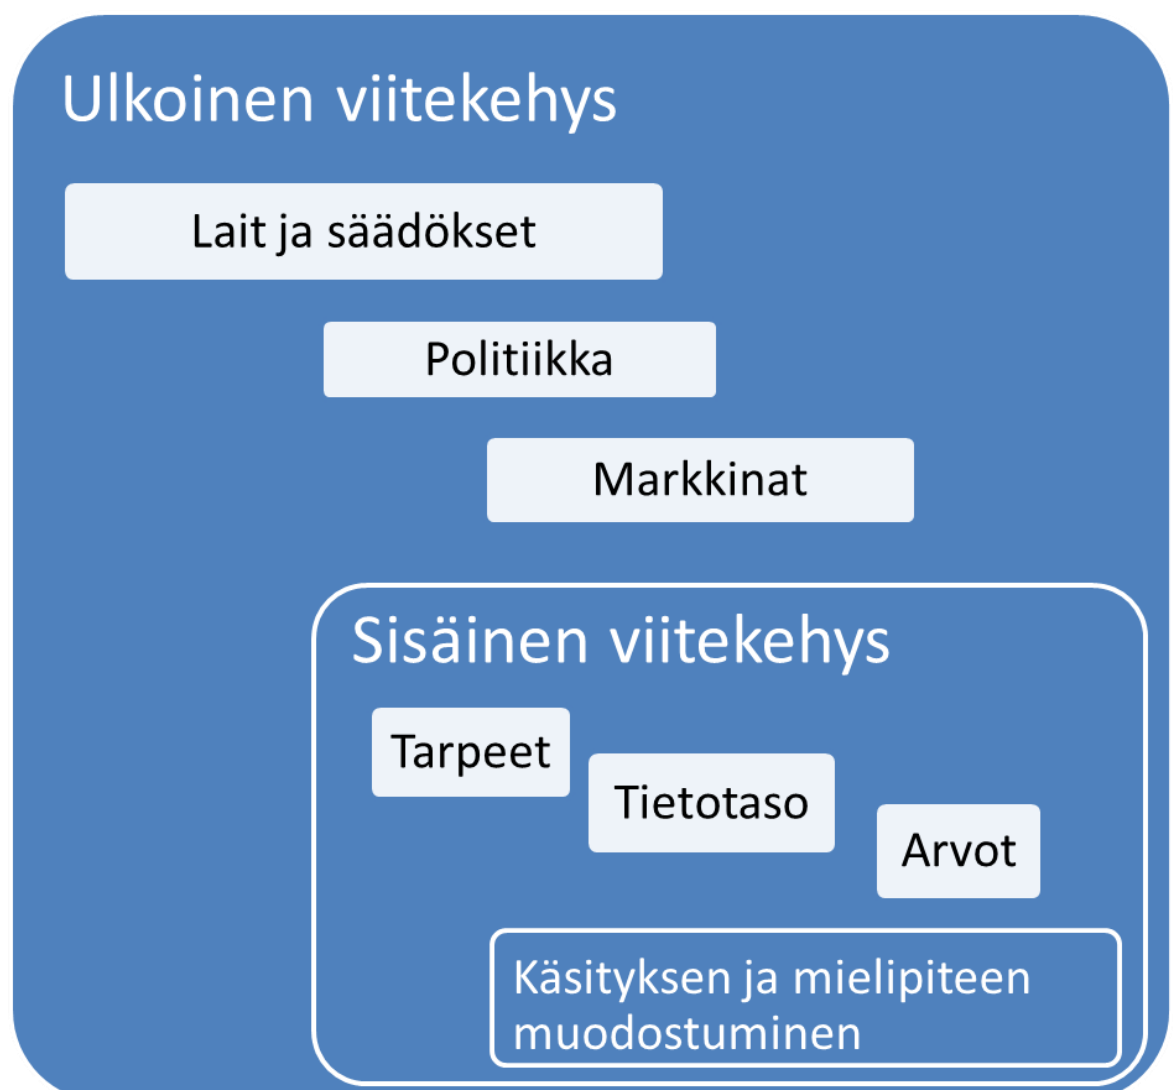 Ulkoinen viitekehys
Lait ja säädökset
Politiikka
Markkinat
Sisäinen viitekehys
Tarpeet
Tietotaso
Arvot
Käsityksen ja mielipiteen
muodostuminen